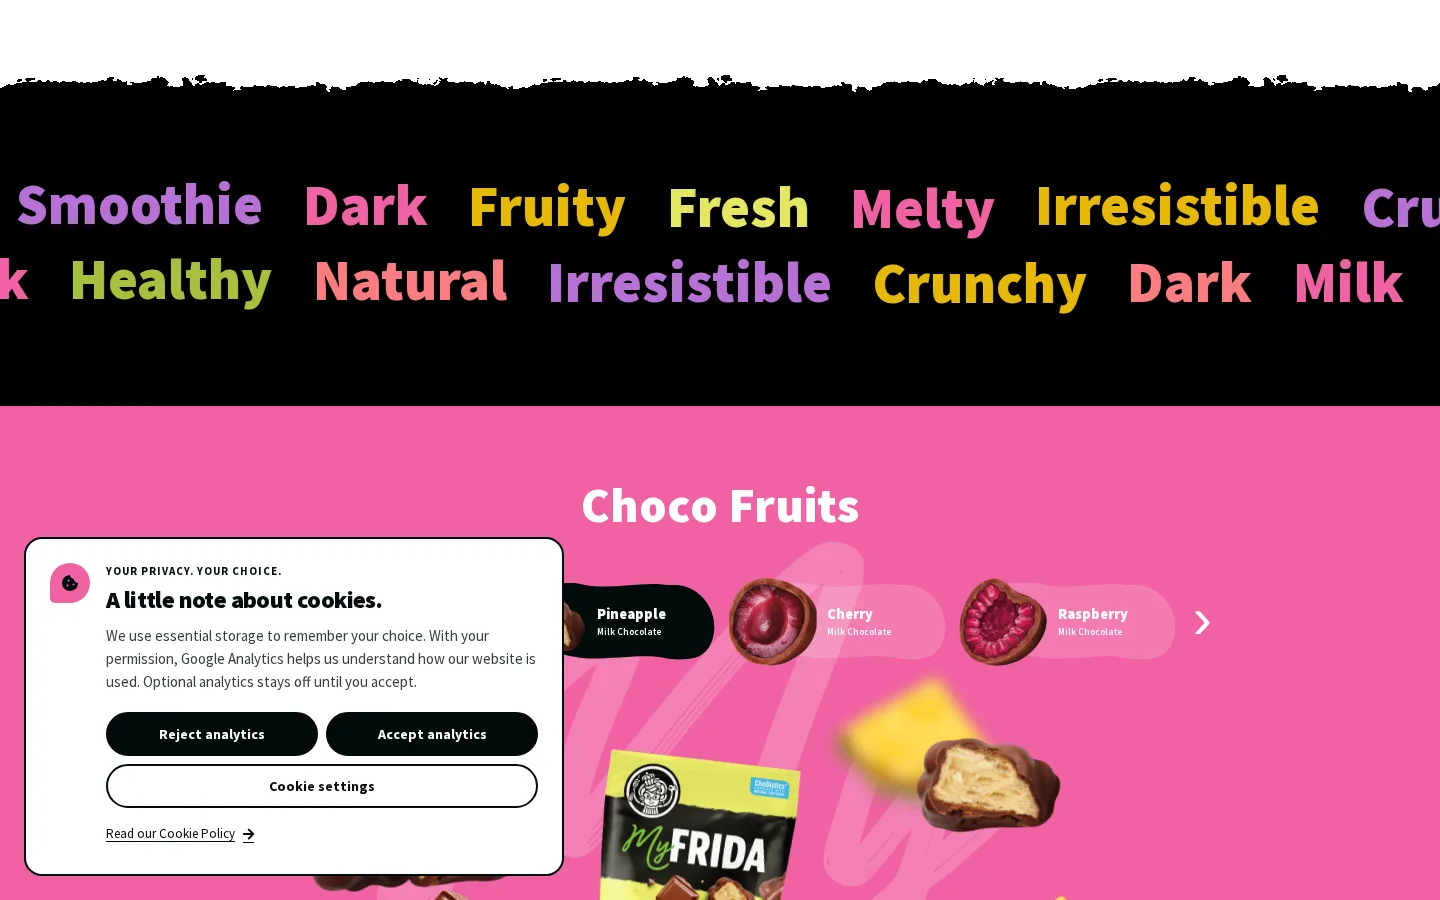 Smoothie Dark Fruity Fresh Melty Irresistible Cru
k Healthy Natural Irresistible Crunchy Dark Milk
Choco Fruits
Pineapple
Milk Chocolate
Cherry
Milk Chocolate
Raspberry
Milk Chocolate
YOUR PRIVACY. YOUR CHOICE.
A little note about cookies.
We use essential storage to remember your choice. With your
permission, Google Analytics helps us understand how our website is
used. Optional analytics stays off until you accept.
Reject analytics
Accept analytics
Cookie settings
Read our Cookie Policy
ChoBiotics
My FRIDA